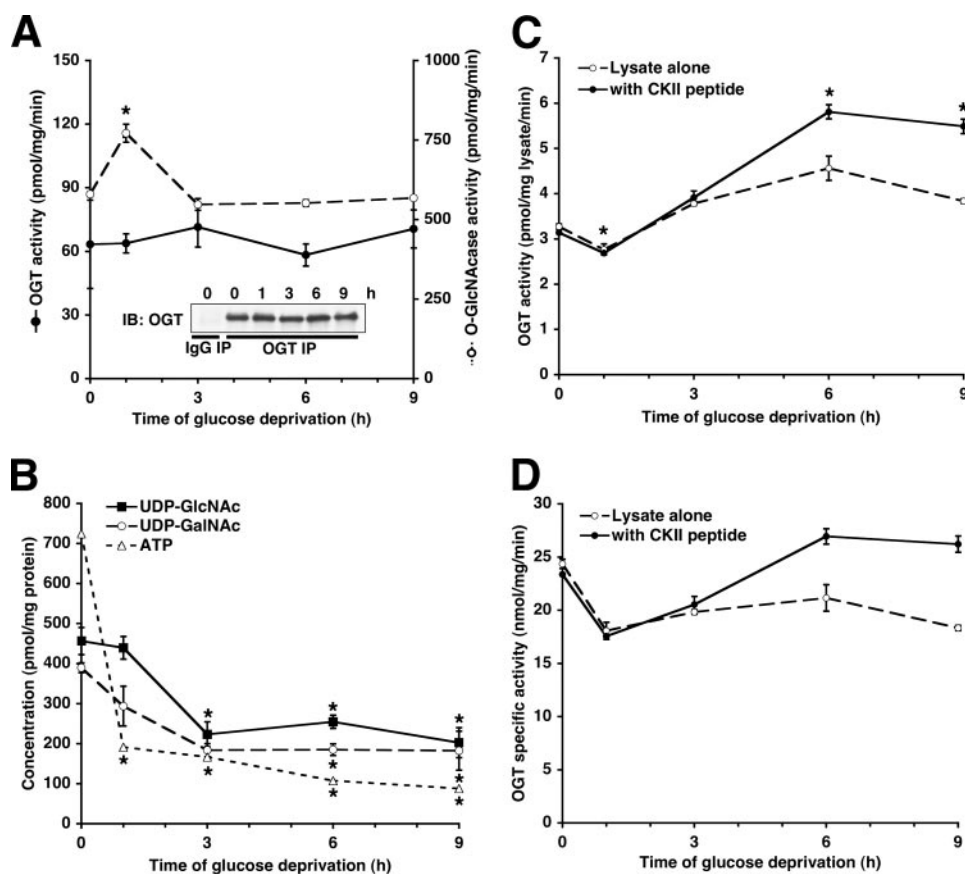 A
OGT activity (pmol/mg/min)
150
120
90
60
30
0
*
1000
750
500
250
0
O-GlcNAcase activity (pmol/mg/min)
0 0 1 3 6 9 h
IB: OGT
IgG IP OGT IP
0 3 6 9
Time of glucose deprivation (h)
C
Lysate alone
with CKII peptide
OGT activity (pmol/mg lysate/min)
7
6
5
4
3
2
1
0
* * *
0 3 6 9
Time of glucose deprivation (h)
B
UDP-GlcNAc
UDP-GalNAc
ATP
Concentration (pmol/mg protein)
800
700
600
500
400
300
200
100
0
* * *
* * * *
* *
0 3 6 9
Time of glucose deprivation (h)
D
Lysate alone
with CKII peptide
OGT specific activity (nmol/mg/min)
30
25
20
15
10
5
0
0 3 6 9
Time of glucose deprivation (h)